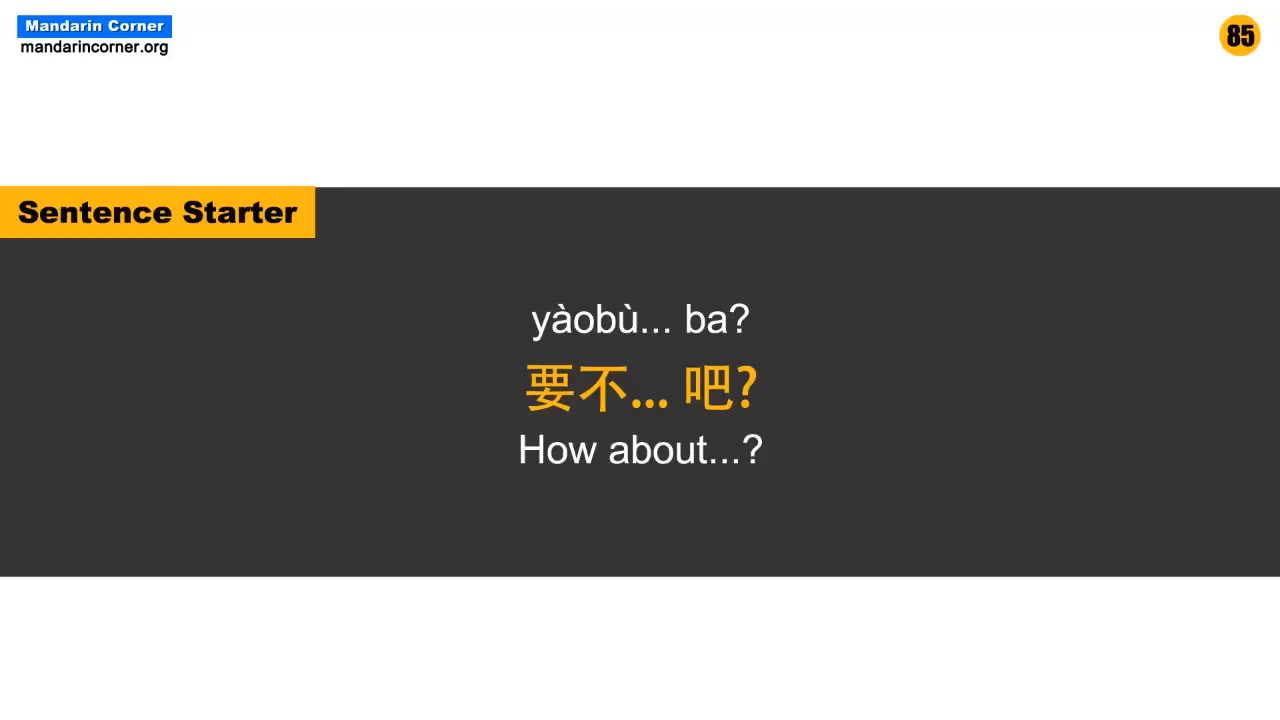 Mandarin Corner
mandarincorner.org
85
Sentence Starter
yàobù... ba?
要不... 吧?
How about...?